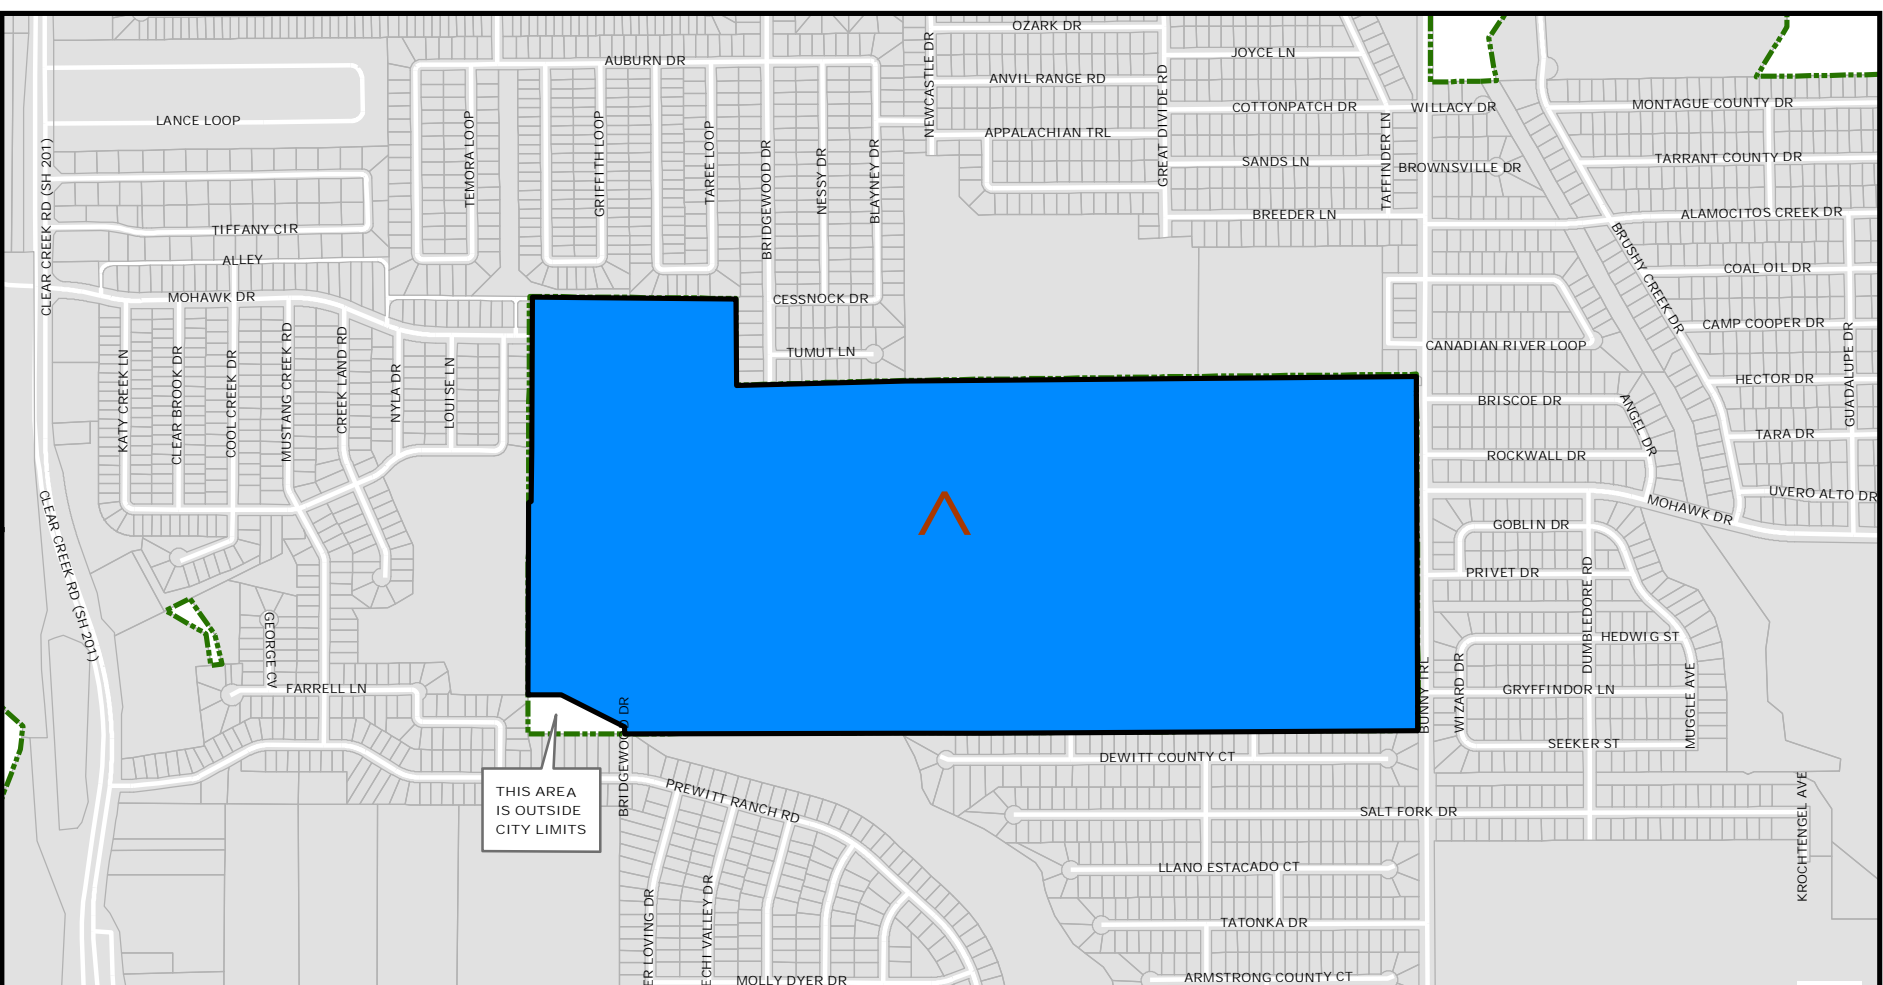 OZARK DR
JOYCE LN
AUBURN DR
NEWCASTLE DR
ANVIL RANGE RD
GREAT DIVIDE RD
COTTONPATCH DR
WILLACY DR
MONTAGUE COUNTY DR
LANCE LOOP
TEMORA LOOP
GRIFFITH LOOP
TAREE LOOP
BRIDGEWOOD DR
NESSY DR
BLAYNEY DR
APPALACHIAN TRL
TAFFINDER LN
SANDS LN
BROWNSVILLE DR
TARRANT COUNTY DR
CLEAR CREEK RD (SH 201)
TIFFANY CIR
BREEDER LN
ALAMOCITOS CREEK DR
ALLEY
BRUSHY CREEK DR
COAL OIL DR
MOHAWK DR
CESSNOCK DR
CAMP COOPER DR
GUADALUPE DR
KATY CREEK LN
CLEAR BROOK DR
COOL CREEK DR
MUSTANG CREEK RD
CREEK LAND RD
NYLA DR
LOUISE LN
TUMUT LN
CANADIAN RIVER LOOP
HECTOR DR
BRISCOE DR
ANGEL DR
TARA DR
ROCKWALL DR
CLEAR CREEK RD (SH 201)
UVERO ALTO DR
MOHAWK DR
GOBLIN DR
PRIVET DR
DUMBLEDORE RD
GEORGE CV
HEDWIG ST
FARRELL LN
BRIDGEWOOD DR
BUNNY TRL
WIZARD DR
GRYFFINDOR LN
MUGGLE AVE
SEEKER ST
DEWITT COUNTY CT
THIS AREA
IS OUTSIDE
CITY LIMITS
PREWITT RANCH RD
SALT FORK DR
KROCHTENGEL AVE
LLANO ESTACADO CT
ER LOVING DR
ECHI VALLEY DR
TATONKA DR
MOLLY DYER DR
ARMSTRONG COUNTY CT